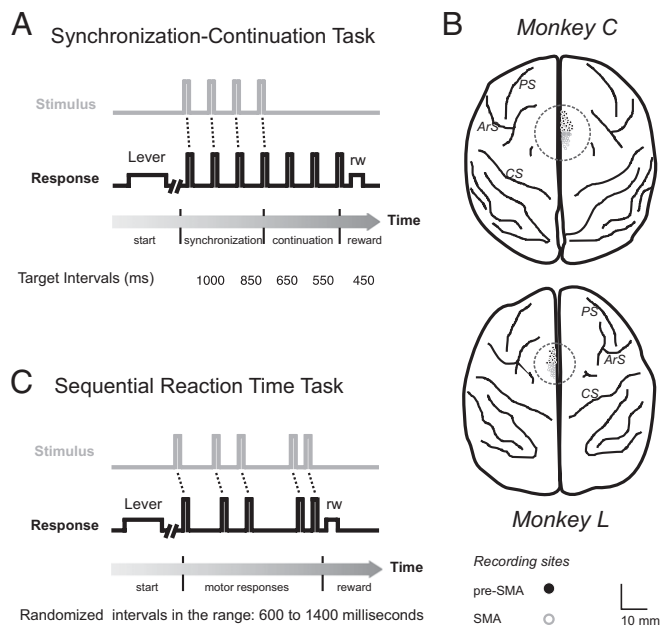 A
Synchronization-Continuation Task
Stimulus
Lever
rw
Response
Time
start
synchronization
continuation
reward
Target Intervals (ms)
1000 850 650 550 450
B
Monkey C
PS
ArS
CS
PS
ArS
CS
Monkey L
Recording sites
pre-SMA
SMA
10 mm
C
Sequential Reaction Time Task
Stimulus
Lever
rw
Response
Time
start
motor responses
reward
Randomized intervals in the range: 600 to 1400 milliseconds